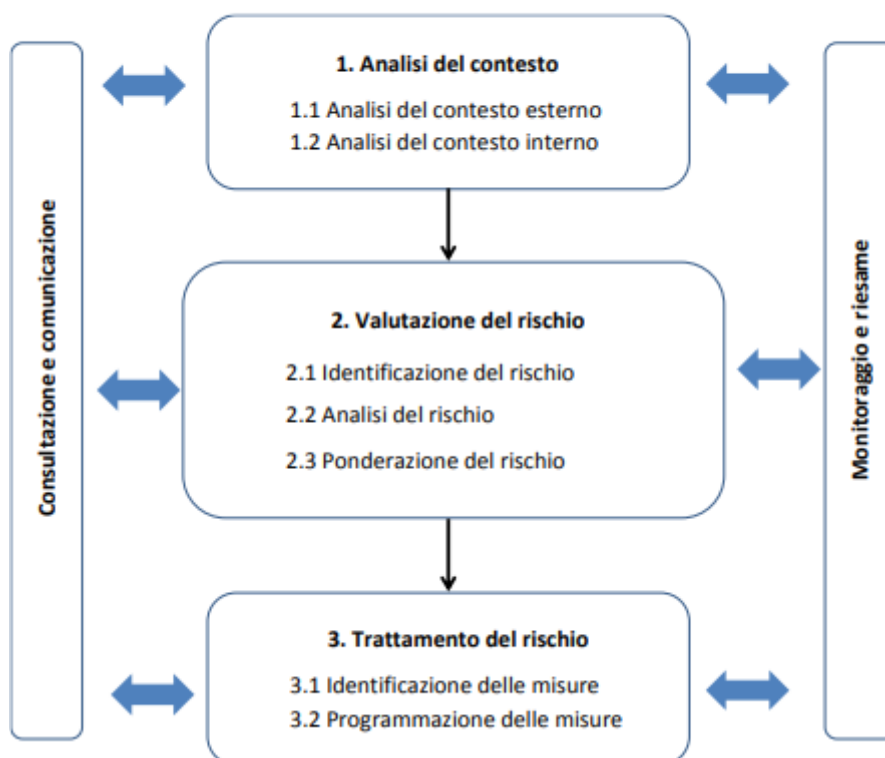 Consultazione e comunicazione
1. Analisi del contesto
1.1 Analisi del contesto esterno
1.2 Analisi del contesto interno
2. Valutazione del rischio
2.1 Identificazione del rischio
2.2 Analisi del rischio
2.3 Ponderazione del rischio
3. Trattamento del rischio
3.1 Identificazione delle misure
3.2 Programmazione delle misure
Monitoraggio e riesame